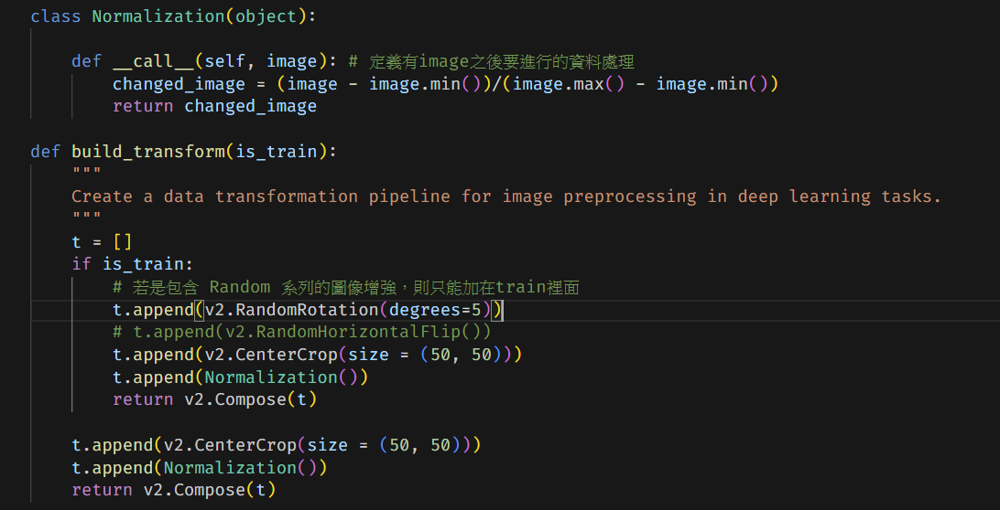 class Normalization(object):
def __call__(self, image): # 定義有image之後要進行的資料處理
changed_image = (image - image.min())/(image.max() - image.min())
return changed_image
def build_transform(is_train):
"""
Create a data transformation pipeline for image preprocessing in deep learning tasks.
"""
t = []
if is_train:
# 若是包含 Random 系列的圖像增強，則只能加在train裡面
t.append(v2.RandomRotation(degrees=5))
# t.append(v2.RandomHorizontalFlip())
t.append(v2.CenterCrop(size = (50, 50)))
t.append(Normalization())
return v2.Compose(t)
t.append(v2.CenterCrop(size = (50, 50)))
t.append(Normalization())
return v2.Compose(t)